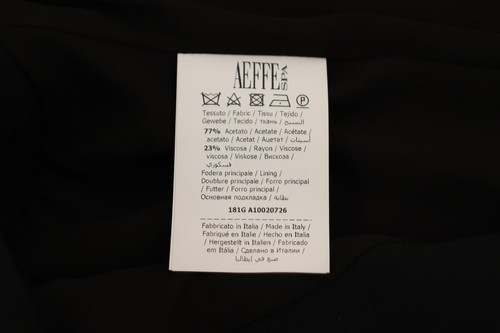 AEFFE SPA
Tessuto / Fabric / Tissu / Tejido /
Gewebe / Tecido / ткань / النسيج
77% Acetato / Acetate / Acétate /
acetato / Acetat / Ацетат / أسيتات
23% Viscosa / Rayon / Viscose /
viscosa / Viskose / Вискоза /
فسكوزي
Fodera principale / Lining /
Doublure principale / Forro principal
/ Futter / Forro principal /
Основная подкладка / بطانة
181G A10020726
Fabbricato in Italia / Made in Italy /
Fabriqué en Italie / Hecho en Italia
/ Hergestellt in Italien / Fabricado
em Itália / Сделано в Италии /
صنع في إيطاليا